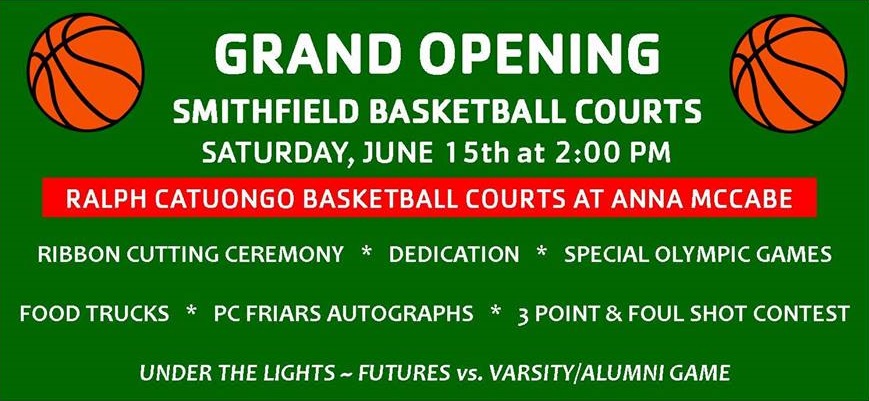 GRAND OPENING
SMITHFIELD BASKETBALL COURTS
SATURDAY, JUNE 15th at 2:00 PM
RALPH CATUONGO BASKETBALL COURTS AT ANNA MCCABE
RIBBON CUTTING CEREMONY * DEDICATION * SPECIAL OLYMPIC GAMES
FOOD TRUCKS * PC FRIARS AUTOGRAPHS * 3 POINT & FOUL SHOT CONTEST
UNDER THE LIGHTS ~ FUTURES vs. VARSITY/ALUMNI GAME